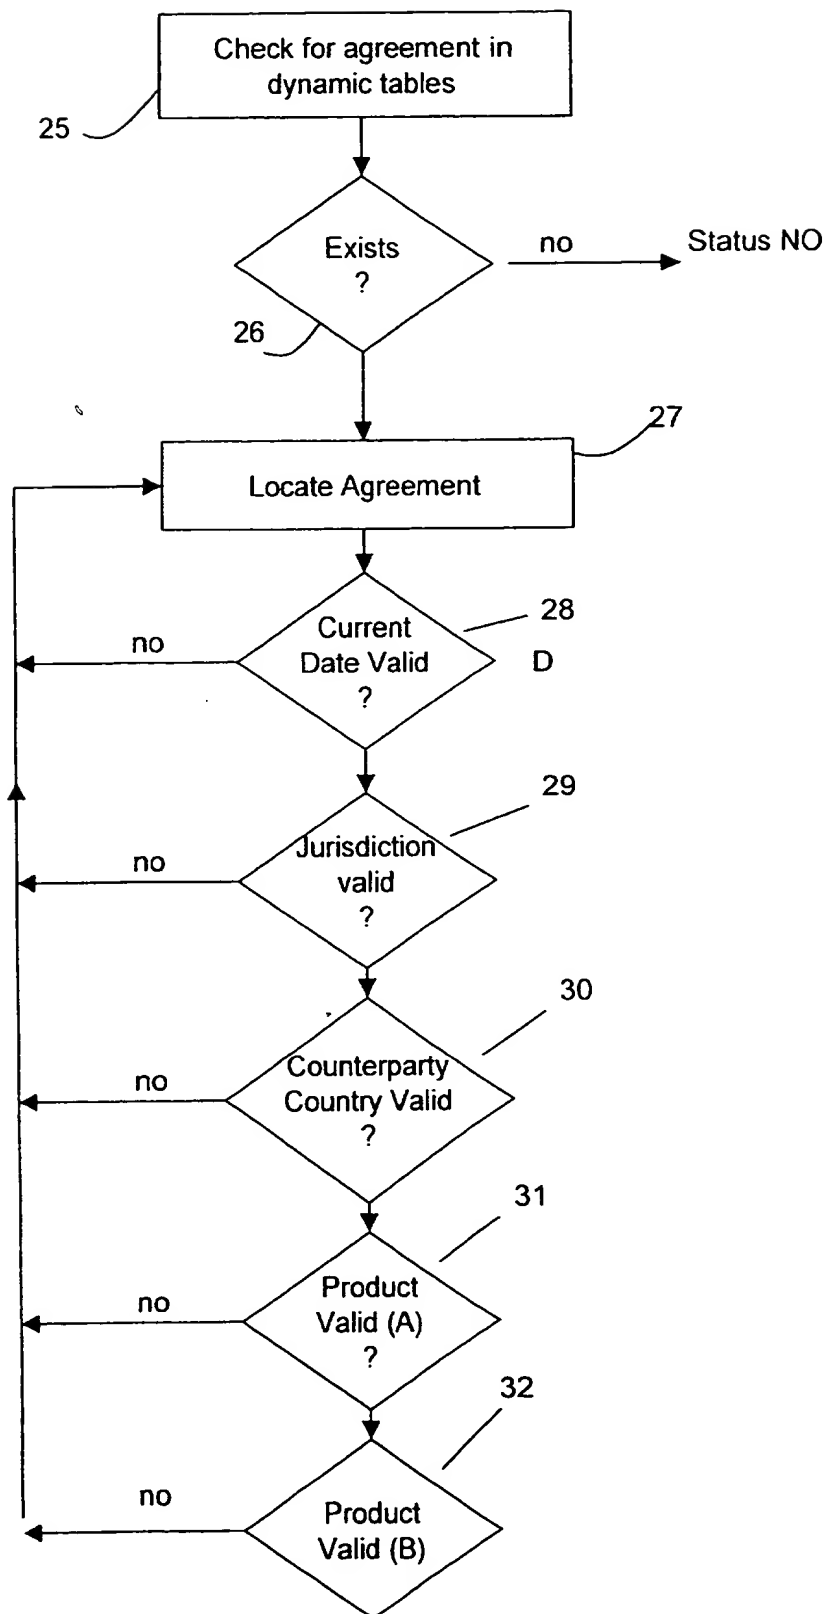 Check for agreement in
dynamic tables
25
Exists
?
no
Status NO
26
27
Locate Agreement
28
Current
Date Valid
?
no
D
29
Jurisdiction
valid
?
no
30
Counterparty
Country Valid
?
no
31
Product
Valid (A)
?
no
32
Product
Valid (B)
no